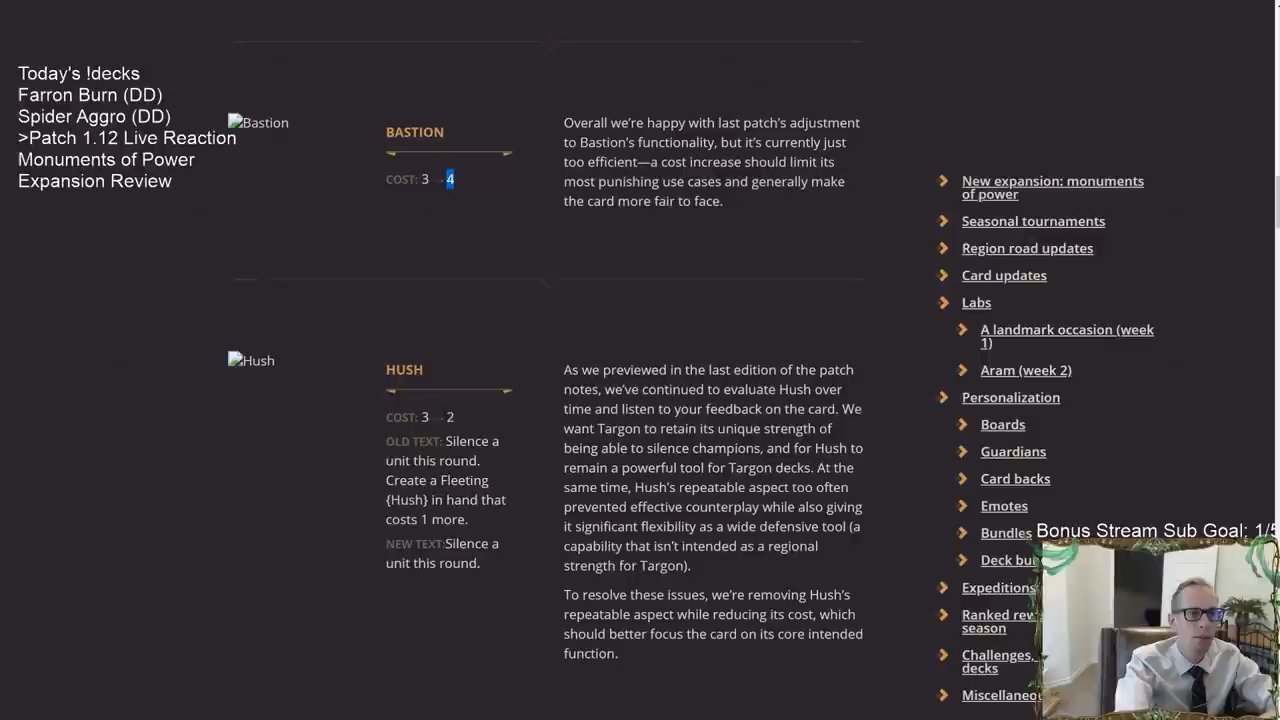 Today's !decks
Farron Burn (DD)
Spider Aggro (DD)
>Patch 1.12 Live Reaction
Monuments of Power
Expansion Review
Bastion
BASTION
COST: 3 → 4
Overall we're happy with last patch's adjustment
to Bastion's functionality, but it's currently just
too efficient—a cost increase should limit its
most punishing use cases and generally make
the card more fair to face.
Hush
HUSH
COST: 3 → 2
OLD TEXT: Silence a
unit this round.
Create a Fleeting
{Hush} in hand that
costs 1 more.
NEW TEXT:Silence a
unit this round.
As we previewed in the last edition of the patch
notes, we've continued to evaluate Hush over
time and listen to your feedback on the card. We
want Targon to retain its unique strength of
being able to silence champions, and for Hush to
remain a powerful tool for Targon decks. At the
same time, Hush's repeatable aspect too often
prevented effective counterplay while also giving
it significant flexibility as a wide defensive tool (a
capability that isn't intended as a regional
strength for Targon).
To resolve these issues, we're removing Hush's
repeatable aspect while reducing its cost, which
should better focus the card on its core intended
function.
New expansion: monuments
of power
Seasonal tournaments
Region road updates
Card updates
Labs
A landmark occasion (week
1)
Aram (week 2)
Personalization
Boards
Guardians
Card backs
Emotes
Bundles
Deck bu
Expeditions
Ranked rew
season
Challenges,
decks
Miscellaneo
Bonus Stream Sub Goal: 1/5